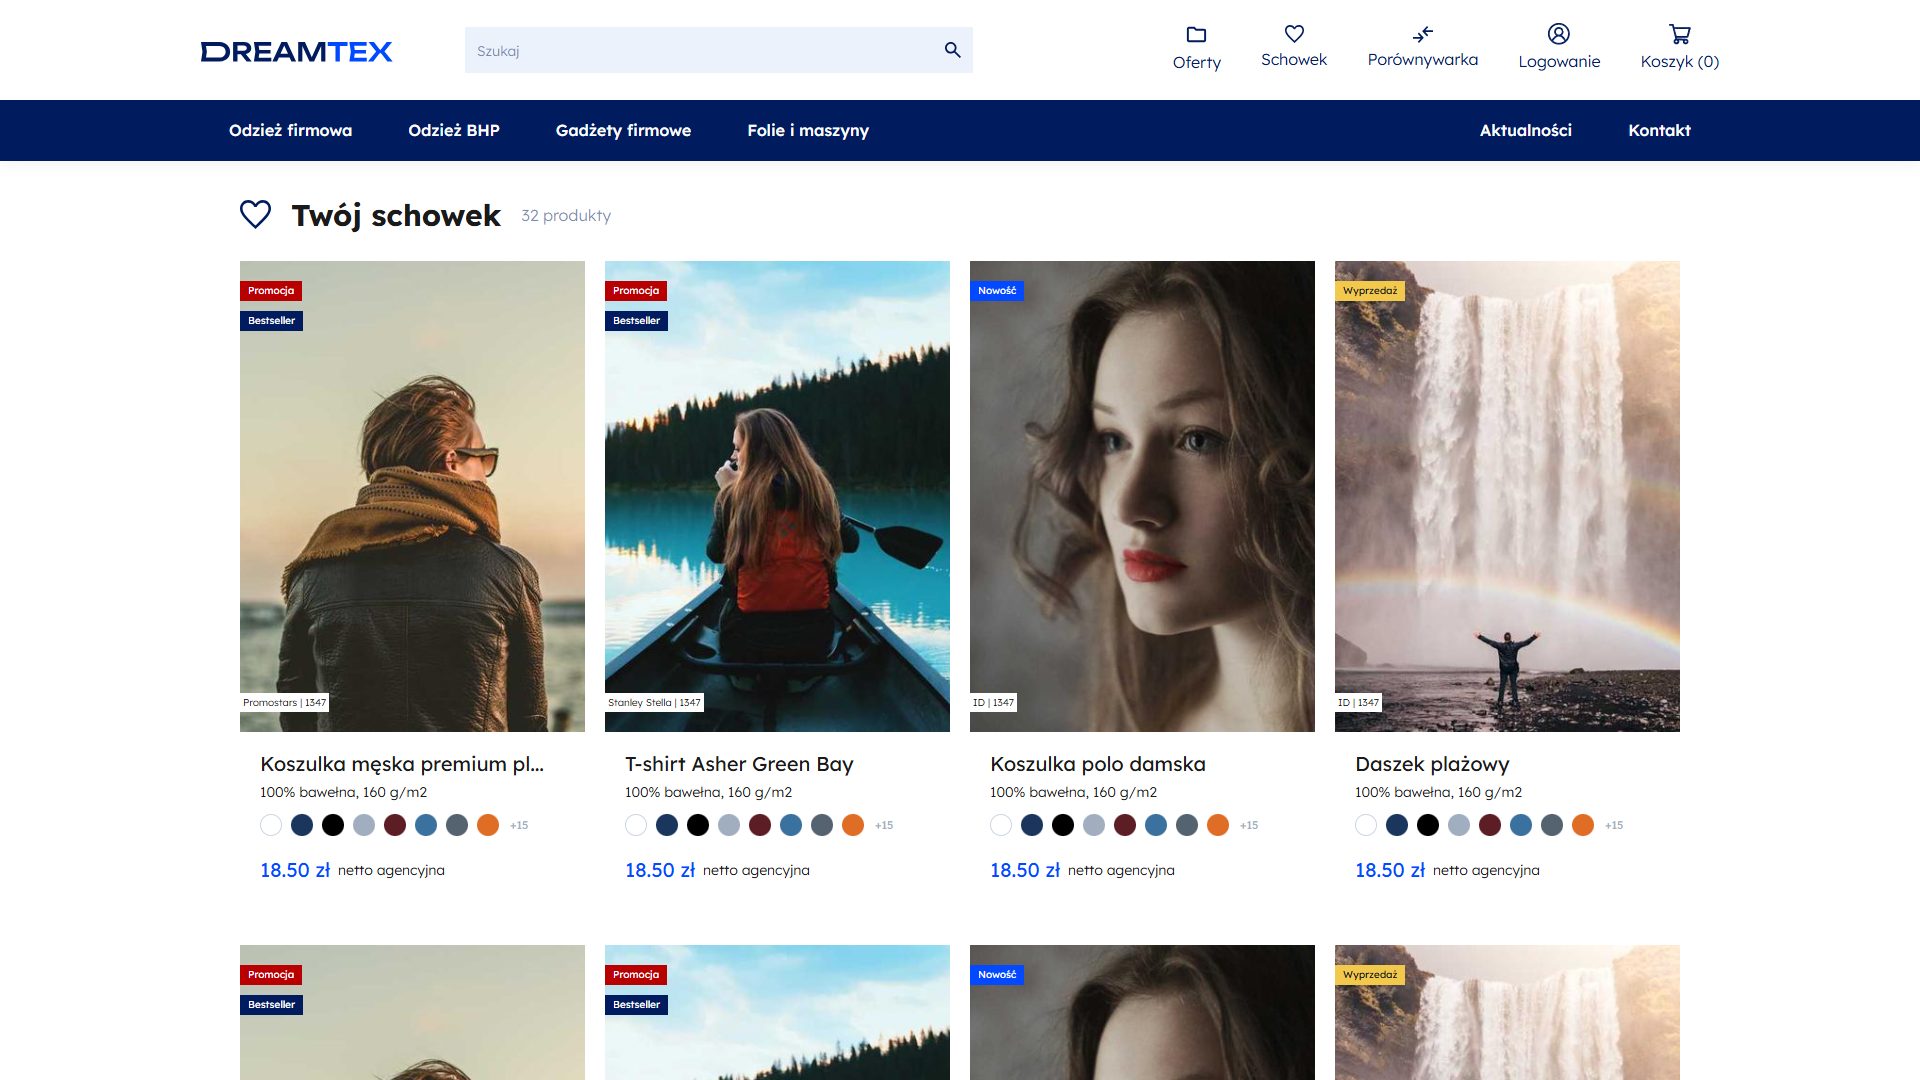 DREAMTEX
Szukaj
Oferty
Schowek
Porównywarka
Logowanie
Koszyk (0)
Odzież firmowa
Odzież BHP
Gadżety firmowe
Folie i maszyny
Aktualności
Kontakt
Twój schowek
32 produkty
Promocja
Bestseller
Promostars | 1347
Koszulka męska premium pl...
100% bawełna, 160 g/m2
+15
18.50 zł netto agencyjna
Promocja
Bestseller
Stanley Stella | 1347
T-shirt Asher Green Bay
100% bawełna, 160 g/m2
+15
18.50 zł netto agencyjna
Nowość
ID | 1347
Koszulka polo damska
100% bawełna, 160 g/m2
+15
18.50 zł netto agencyjna
Wyprzedaż
ID | 1347
Daszek plażowy
100% bawełna, 160 g/m2
+15
18.50 zł netto agencyjna
Promocja
Bestseller
Promocja
Bestseller
Nowość
Wyprzedaż